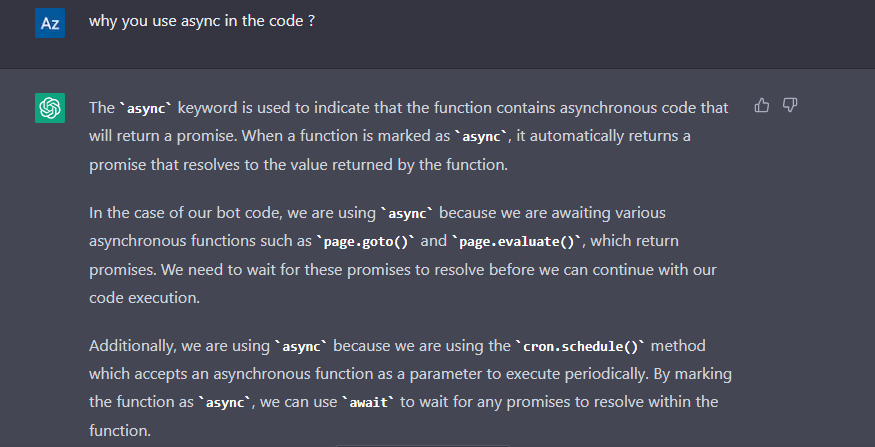 Az
why you use async in the code ?
The `async` keyword is used to indicate that the function contains asynchronous code that
will return a promise. When a function is marked as `async`, it automatically returns a
promise that resolves to the value returned by the function.
In the case of our bot code, we are using `async` because we are awaiting various
asynchronous functions such as `page.goto()` and `page.evaluate()`, which return
promises. We need to wait for these promises to resolve before we can continue with our
code execution.
Additionally, we are using `async` because we are using the `cron.schedule()` method
which accepts an asynchronous function as a parameter to execute periodically. By marking
the function as `async`, we can use `await` to wait for any promises to resolve within the
function.